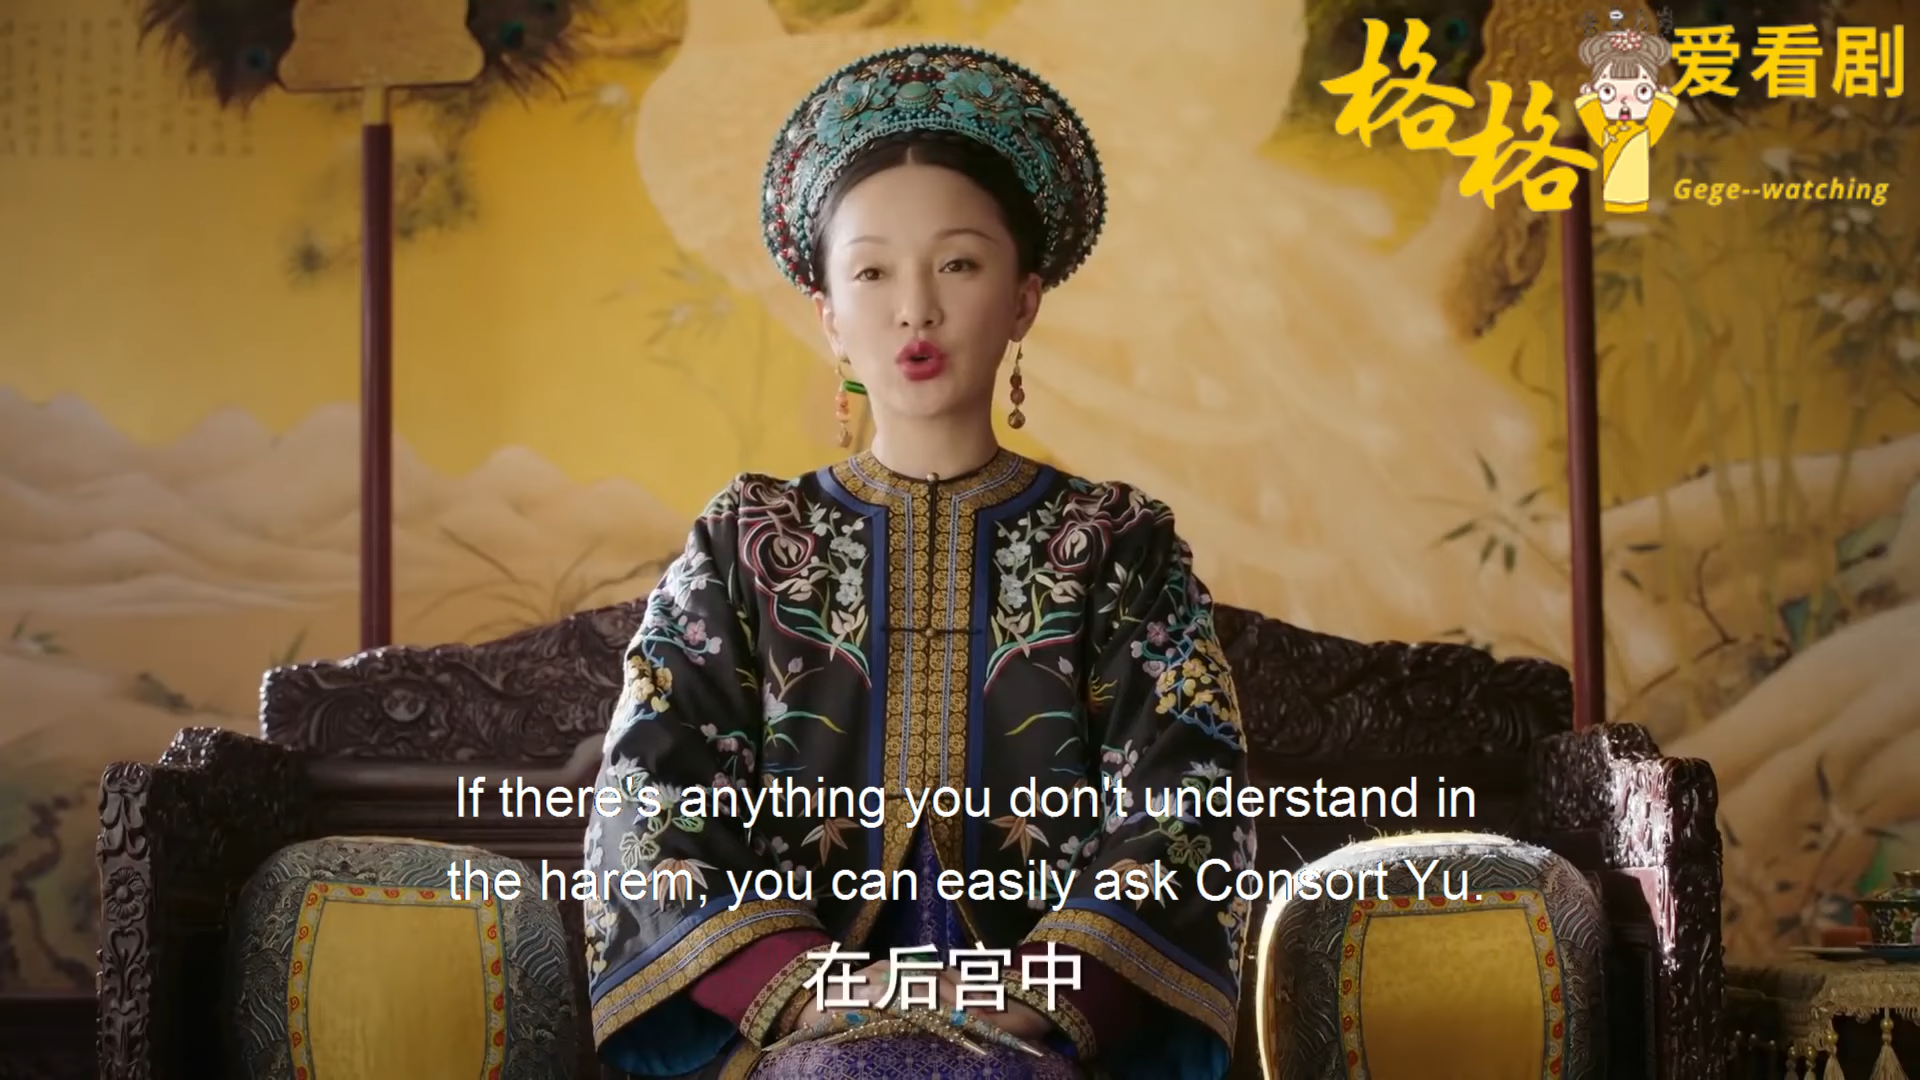 格格爱看剧
Gege--watching
If there's anything you don't understand in
the harem, you can easily ask Consort Yu.
在后宫中